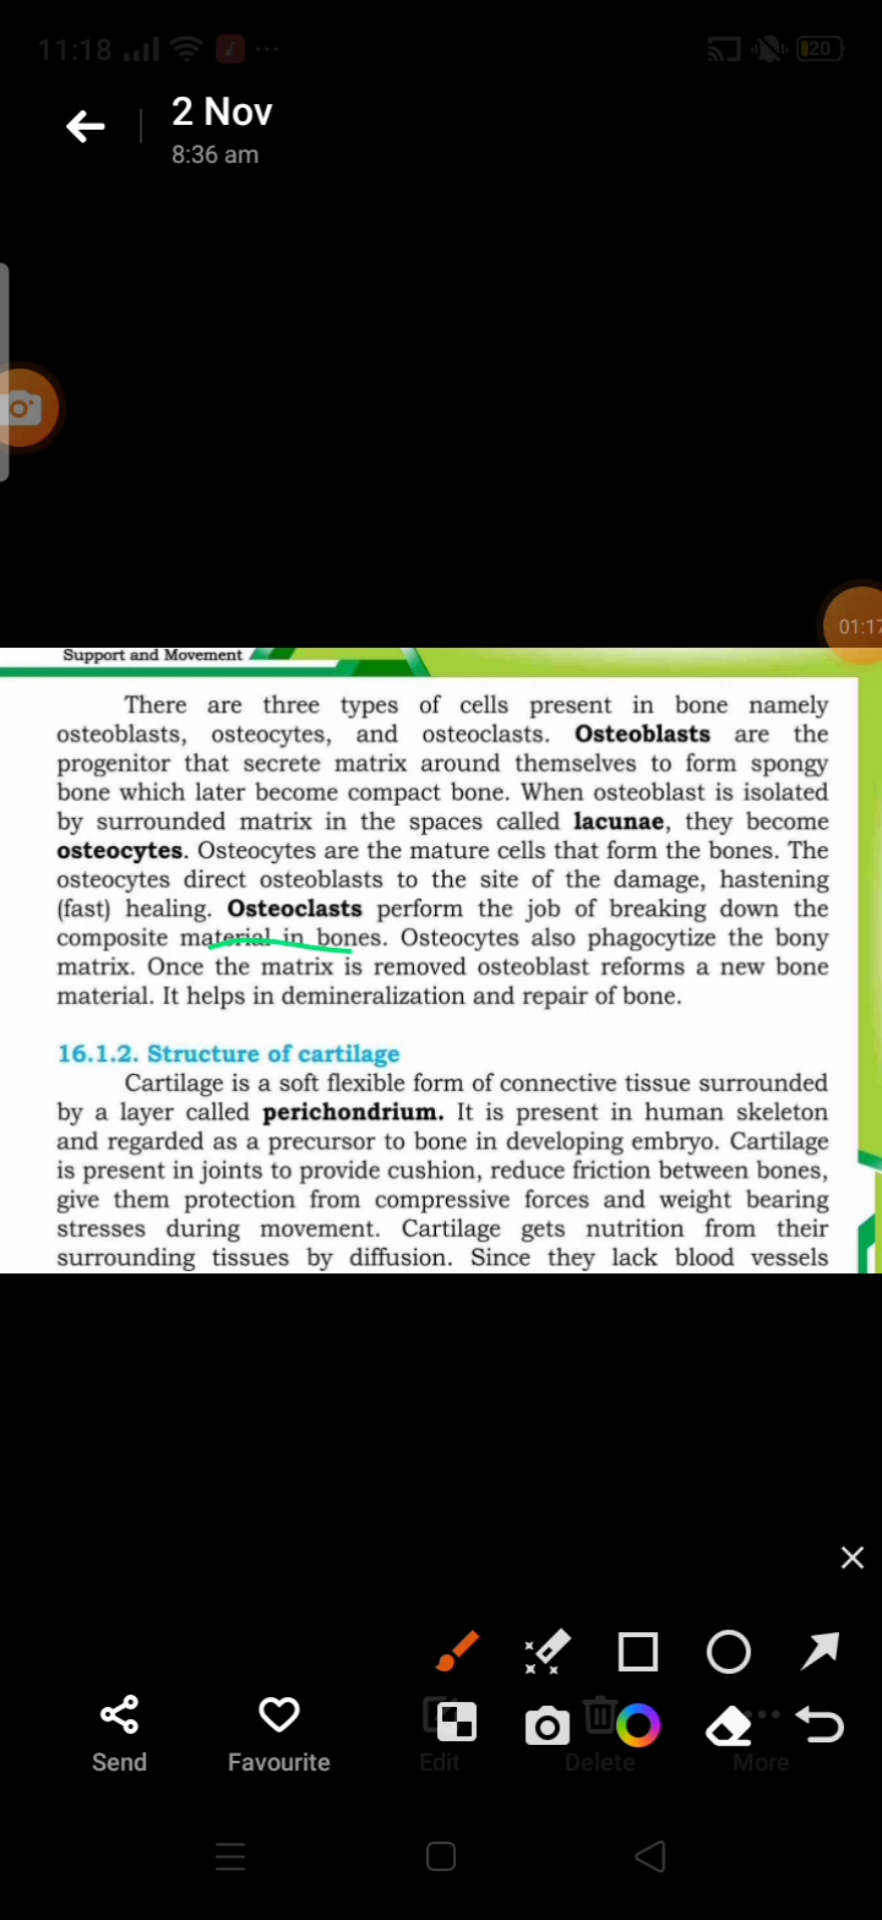 11:18
20
2 Nov
8:36 am
01:17
Support and Movement
There are three types of cells present in bone namely
osteoblasts, osteocytes, and osteoclasts. Osteoblasts are the
progenitor that secrete matrix around themselves to form spongy
bone which later become compact bone. When osteoblast is isolated
by surrounded matrix in the spaces called lacunae, they become
osteocytes. Osteocytes are the mature cells that form the bones. The
osteocytes direct osteoblasts to the site of the damage, hastening
(fast) healing. Osteoclasts perform the job of breaking down the
composite material in bones. Osteocytes also phagocytize the bony
matrix. Once the matrix is removed osteoblast reforms a new bone
material. It helps in demineralization and repair of bone.
16.1.2. Structure of cartilage
Cartilage is a soft flexible form of connective tissue surrounded
by a layer called perichondrium. It is present in human skeleton
and regarded as a precursor to bone in developing embryo. Cartilage
is present in joints to provide cushion, reduce friction between bones,
give them protection from compressive forces and weight bearing
stresses during movement. Cartilage gets nutrition from their
surrounding tissues by diffusion. Since they lack blood vessels
Send Favourite Edit Delete More